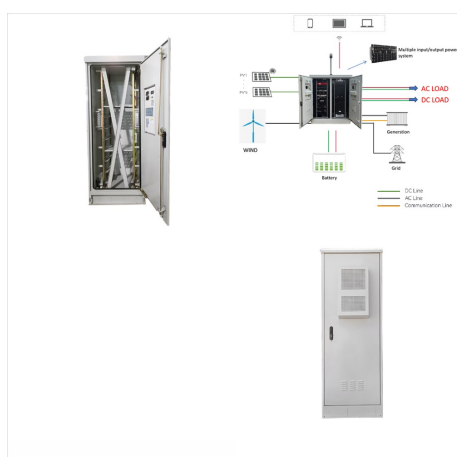 Multiple input/output power
system
PV1
PVX
AC LOAD
DC LOAD
WIND
Generation
Battery
Grid
DC Line
AC Line
Communication Line